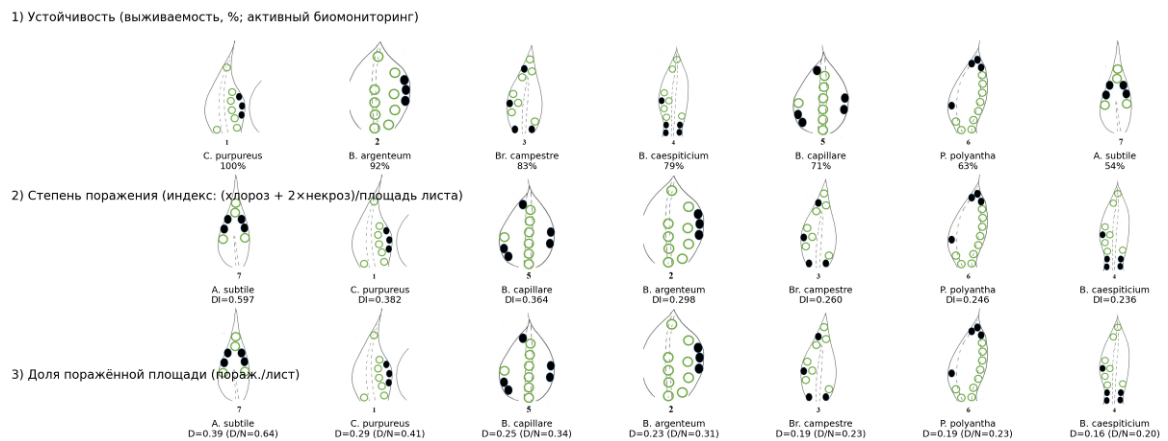 1) Устойчивость (выживаемость, %; активный биомониторинг)
1 2 3 4 5 6 7
C. purpureus B. argenteum Br. campestre B. caespiticium B. capillare P. polyantha A. subtile
100% 92% 83% 79% 71% 63% 54%
2) Степень поражения (индекс: (хлороз + 2×некроз)/площадь листа)
7 1 5 2 3 6 4
A. subtile C. purpureus B. capillare B. argenteum Br. campestre P. polyantha B. caespiticium
DI=0.597 DI=0.382 DI=0.364 DI=0.298 DI=0.260 DI=0.246 DI=0.236
3) Доля поражённой площади (пораж./лист)
7 1 5 2 3 6 4
A. subtile C. purpureus B. capillare B. argenteum Br. campestre P. polyantha B. caespiticium
D=0.39 (D/N=0.64) D=0.29 (D/N=0.41) D=0.25 (D/N=0.34) D=0.23 (D/N=0.31) D=0.19 (D/N=0.23) D=0.19 (D/N=0.23) D=0.16 (D/N=0.20)